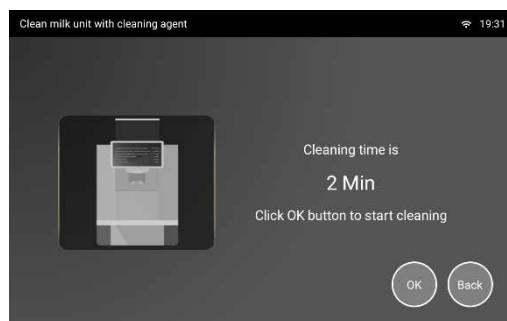 Clean milk unit with cleaning agent
19:31
Cleaning time is
2 Min
Click OK button to start cleaning
OK
Back